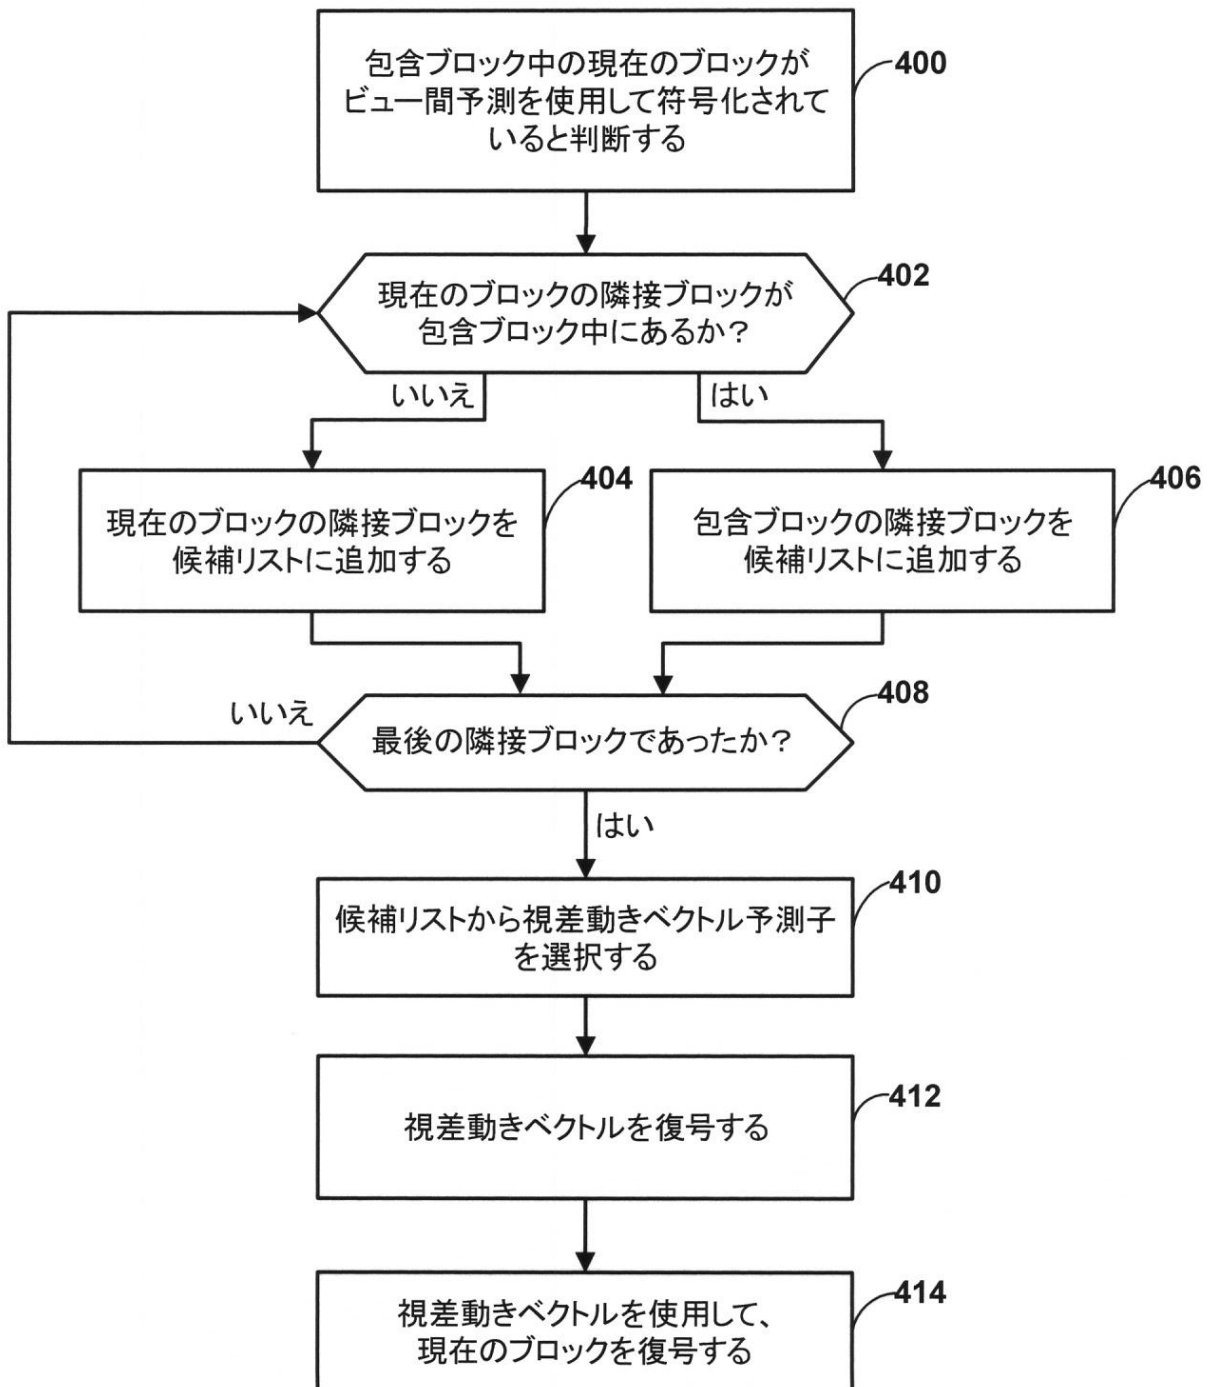 包含ブロック中の現在のブロックが
ビュー間予測を使用して符号化されて
いると判断する
400
現在のブロックの隣接ブロックが
包含ブロック中にあるか?
402
いいえ
はい
現在のブロックの隣接ブロックを
候補リストに追加する
404
包含ブロックの隣接ブロックを
候補リストに追加する
406
いいえ
最後の隣接ブロックであったか?
408
はい
候補リストから視差動きベクトル予測子
を選択する
410
視差動きベクトルを復号する
412
視差動きベクトルを使用して、
現在のブロックを復号する
414